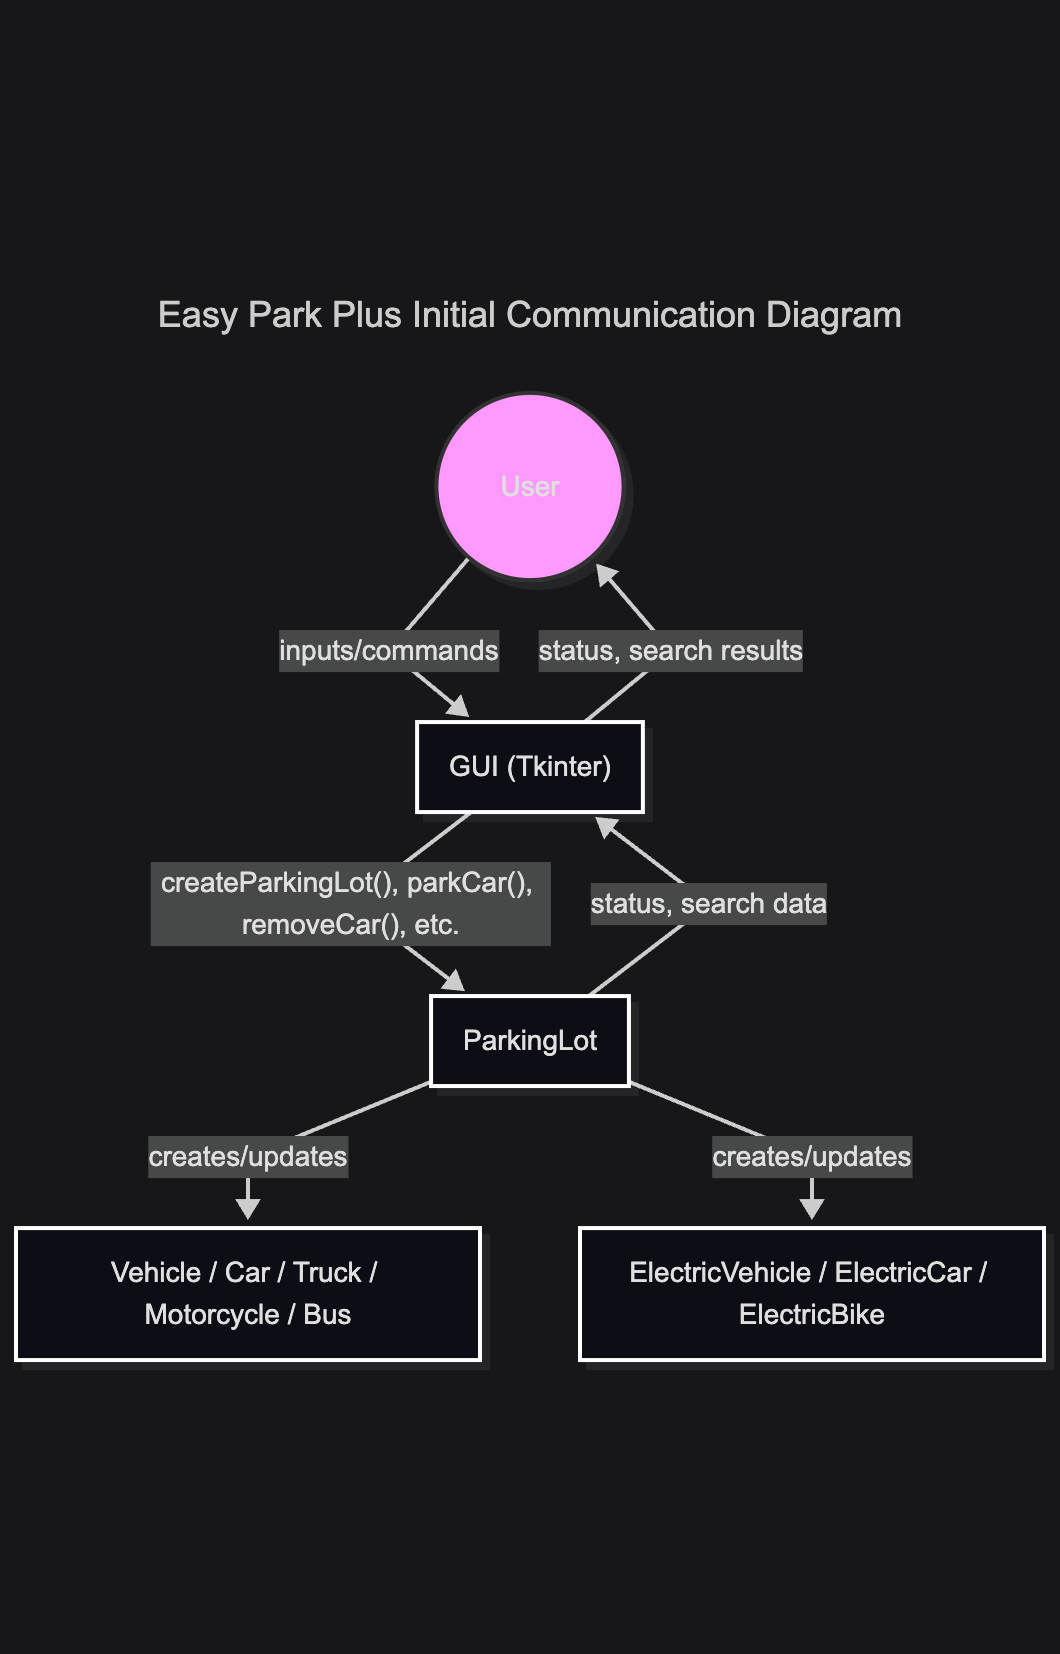 Easy Park Plus Initial Communication Diagram
User
inputs/commands
status, search results
GUI (Tkinter)
createParkingLot(), parkCar(),
removeCar(), etc.
status, search data
ParkingLot
creates/updates
creates/updates
Vehicle / Car / Truck /
Motorcycle / Bus
ElectricVehicle / ElectricCar /
ElectricBike